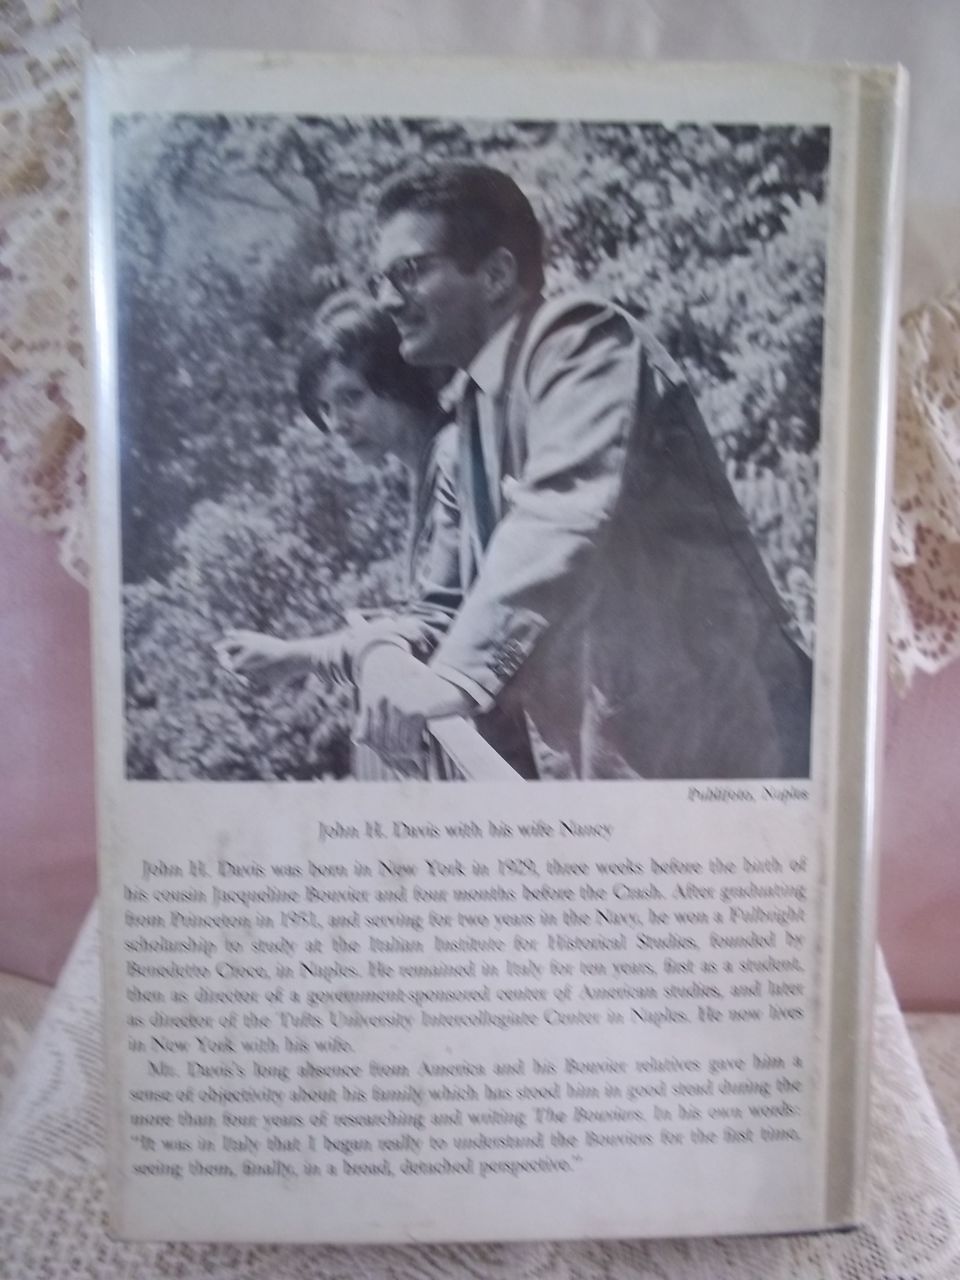 Publifoto, Naples
John H. Davis with his wife Nancy
John H. Davis was born in New York in 1929, three weeks before the birth of
his cousin Jacqueline Bouvier and four months before the Crash. After graduating
from Princeton in 1951, and serving for two years in the Navy, he won a Fulbright
scholarship to study at the Italian Institute for Historical Studies, founded by
Benedetto Croce, in Naples. He remained in Italy for ten years, first as a student,
then as director of a government-sponsored center of American studies, and later
as director of the Tufts University Intercollegiate Center in Naples. He now lives
in New York with his wife.
Mr. Davis's long absence from America and his Bouvier relatives gave him a
sense of objectivity about his family which has stood him in good stead during the
more than four years of researching and writing The Bouviers. In his own words:
"It was in Italy that I began really to understand the Bouviers for the first time,
seeing them, finally, in a broad, detached perspective."